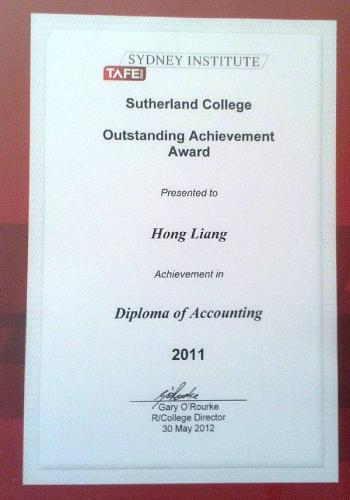 SYDNEY INSTITUTE
TAFE
Sutherland College
Outstanding Achievement
Award
Presented to
Hong Liang
Achievement in
Diploma of Accounting
2011
Gary O'Rourke
R/College Director
30 May 2012